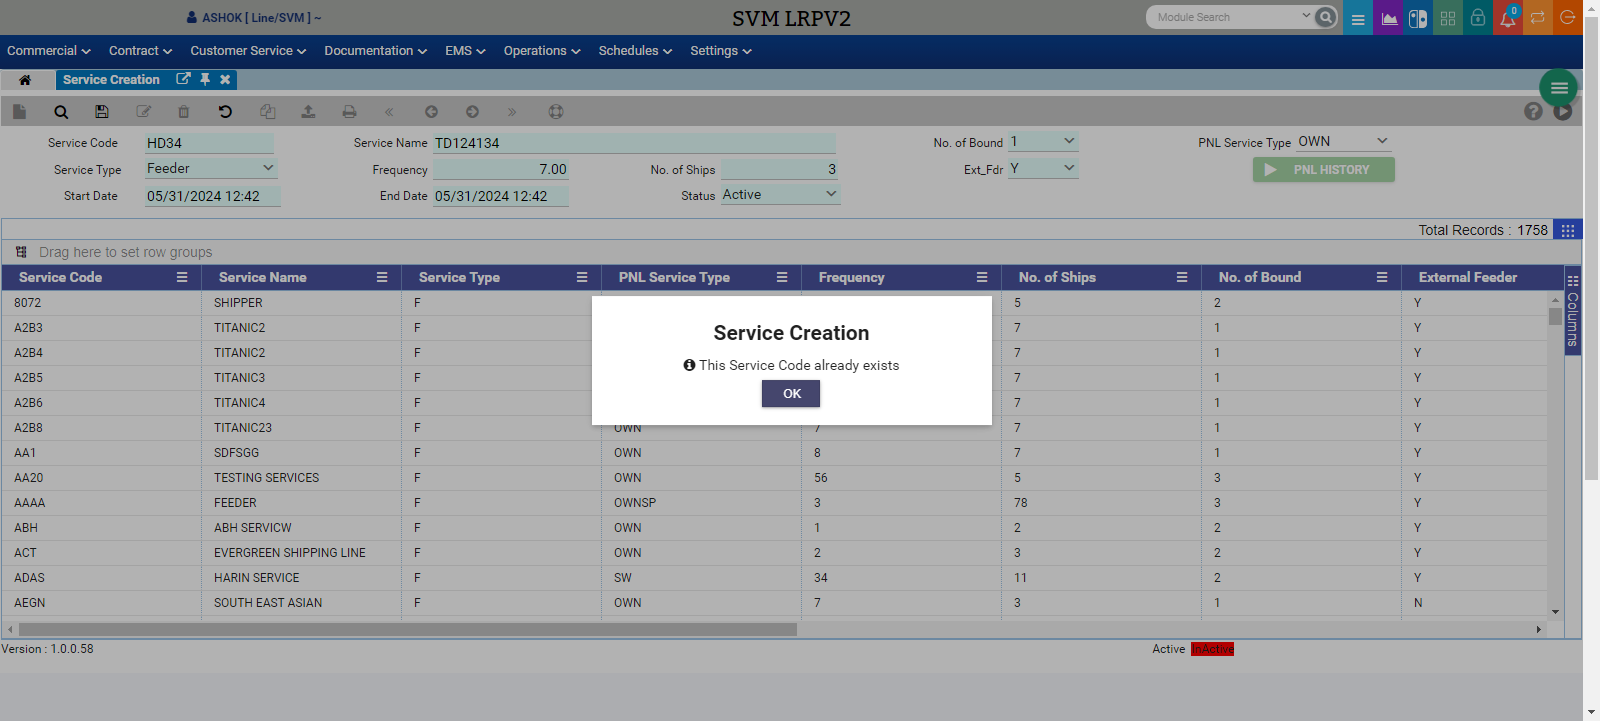 ASHOK [ Line/SVM ] ~
SVM LRPV2
Module Search
0
Commercial Contract Customer Service Documentation EMS Operations Schedules Settings
Service Creation
Service Code HD34 Service Name TD124134 No. of Bound 1 PNL Service Type OWN
Service Type Feeder Frequency 7.00 No. of Ships 3 Ext_Fdr Y PNL HISTORY
Start Date 05/31/2024 12:42 End Date 05/31/2024 12:42 Status Active
Total Records : 1758
Drag here to set row groups
Service Code Service Name Service Type PNL Service Type Frequency No. of Ships No. of Bound External Feeder
Columns
8072 SHIPPER F 5 2 Y
A2B3 TITANIC2 F 7 1 Y
A2B4 TITANIC2 F 7 1 Y
A2B5 TITANIC3 F 7 1 Y
A2B6 TITANIC4 F 7 1 Y
A2B8 TITANIC23 F OWN 7 7 1 Y
AA1 SDFSGG F OWN 8 7 1 Y
AA20 TESTING SERVICES F OWN 56 5 3 Y
AAAA FEEDER F OWNSP 3 78 3 Y
ABH ABH SERVICW F OWN 1 2 2 Y
ACT EVERGREEN SHIPPING LINE F OWN 2 3 2 Y
ADAS HARIN SERVICE F SW 34 11 2 Y
AEGN SOUTH EAST ASIAN F OWN 7 3 1 N
Service Creation
This Service Code already exists
OK
Version : 1.0.0.58
Active InActive